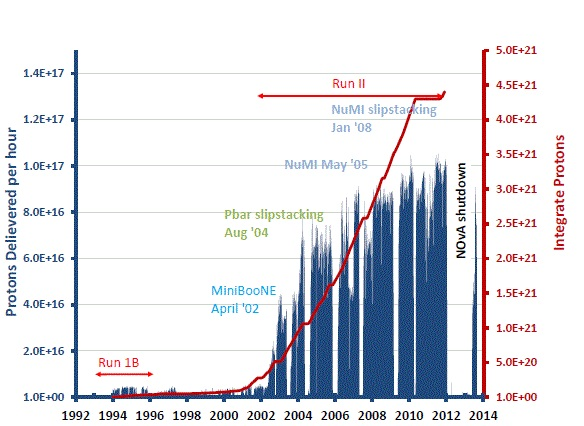 5.0E+21
1.4E+17
Run II
4.5E+21
NuMI slipstacking
Jan '08
1.2E+17
4.0E+21
NuMI May '05
1.0E+17
3.5E+21
Pbar slipstacking
Aug '04
8.0E+16
3.0E+21
2.5E+21
6.0E+16
2.0E+21
MiniBooNE
April '02
4.0E+16
1.5E+21
1.0E+21
Run 1B
2.0E+16
5.0E+20
1.0E+00
1.0E+00
1992 1994 1996 1998 2000 2002 2004 2006 2008 2010 2012 2014
Protons Delievered per hour
NOvA shutdown
Integrate Protons